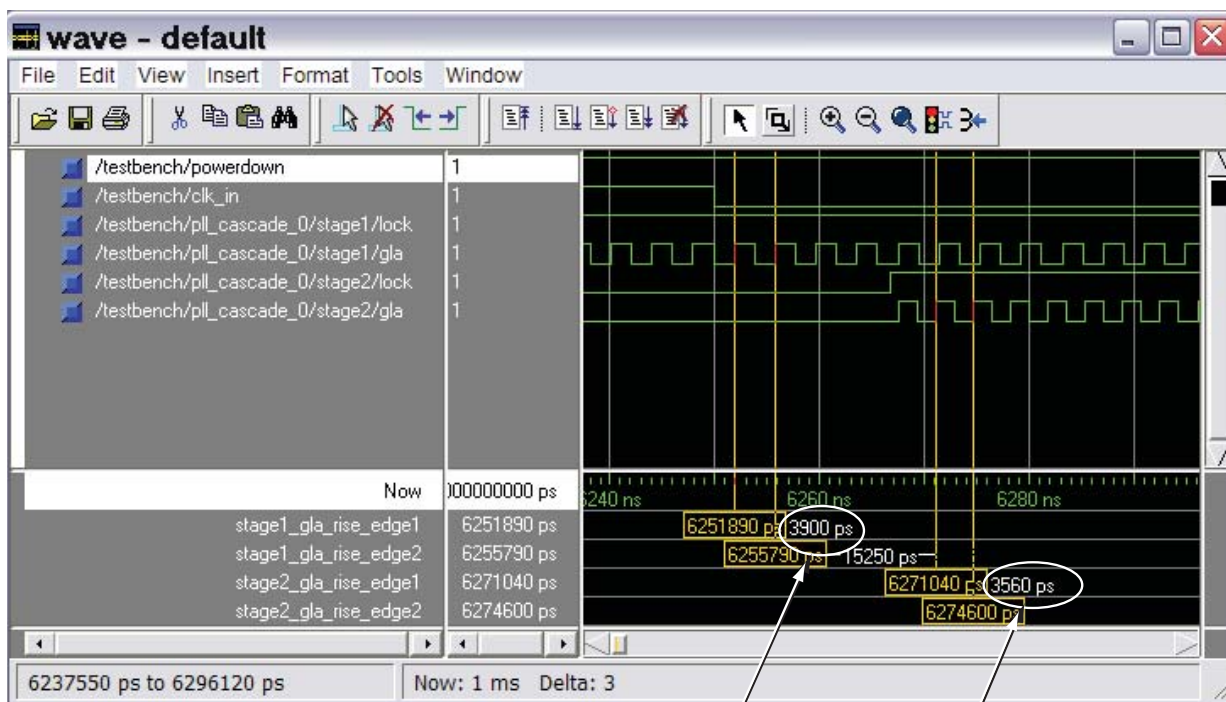 wave - default
File Edit View Insert Format Tools Window
/testbench/powerdown 1
/testbench/clk_in 1
/testbench/pll_cascade_0/stage1/lock 1
/testbench/pll_cascade_0/stage1/gla 1
/testbench/pll_cascade_0/stage2/lock 1
/testbench/pll_cascade_0/stage2/gla 1
Now 000000000 ps 6240 ns 6260 ns 6280 ns
stage1_gla_rise_edge1 6251890 ps 6251890 ps 3900 ps
stage1_gla_rise_edge2 6255790 ps 6255790 ps 15250 ps
stage2_gla_rise_edge1 6271040 ps 6271040 ps 3560 ps
stage2_gla_rise_edge2 6274600 ps 6274600 ps
6237550 ps to 6296120 ps Now: 1 ms Delta: 3